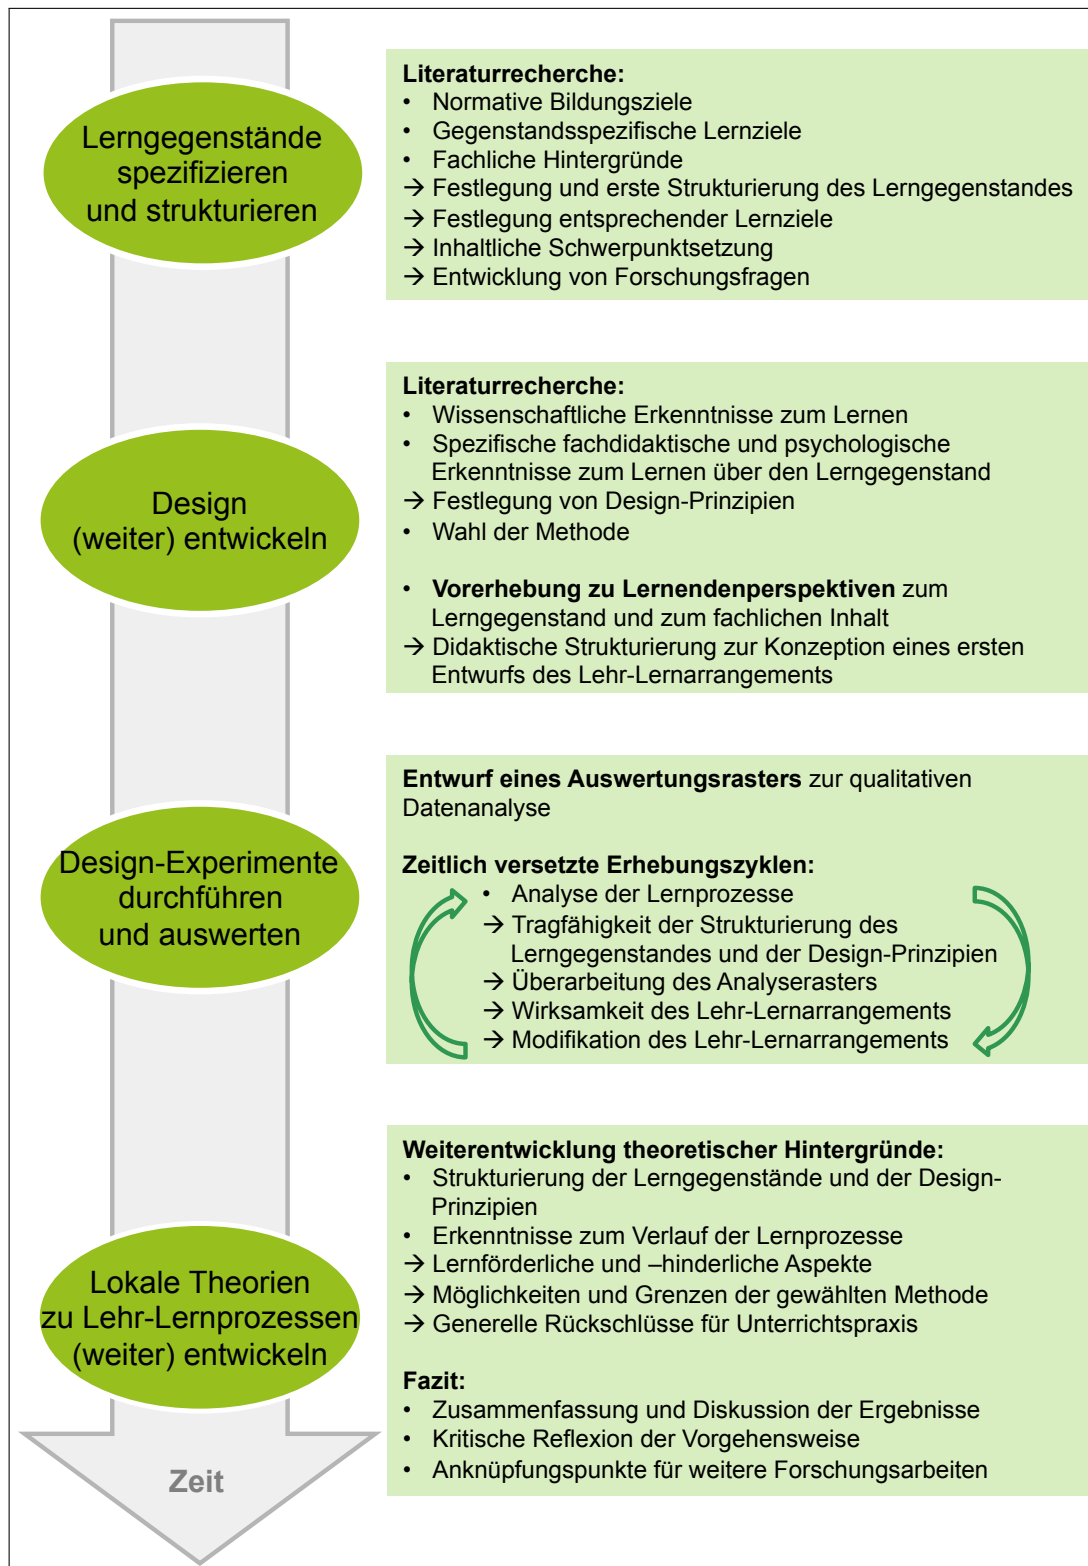 Lerngegenstände
spezifizieren
und strukturieren
Literaturrecherche:
• Normative Bildungsziele
• Gegenstandsspezifische Lernziele
• Fachliche Hintergründe
→ Festlegung und erste Strukturierung des Lerngegenstandes
→ Festlegung entsprechender Lernziele
→ Inhaltliche Schwerpunktsetzung
→ Entwicklung von Forschungsfragen
Design
(weiter) entwickeln
Literaturrecherche:
• Wissenschaftliche Erkenntnisse zum Lernen
• Spezifische fachdidaktische und psychologische
Erkenntnisse zum Lernen über den Lerngegenstand
→ Festlegung von Design-Prinzipien
• Wahl der Methode
• Vorerhebung zu Lernendenperspektiven zum
Lerngegenstand und zum fachlichen Inhalt
→ Didaktische Strukturierung zur Konzeption eines ersten
Entwurfs des Lehr-Lernarrangements
Design-Experimente
durchführen
und auswerten
Entwurf eines Auswertungsrasters zur qualitativen
Datenanalyse
Zeitlich versetzte Erhebungszyklen:
• Analyse der Lernprozesse
→ Tragfähigkeit der Strukturierung des
Lerngegenstandes und der Design-Prinzipien
→ Überarbeitung des Analyserasters
→ Wirksamkeit des Lehr-Lernarrangements
→ Modifikation des Lehr-Lernarrangements
Lokale Theorien
zu Lehr-Lernprozessen
(weiter) entwickeln
Weiterentwicklung theoretischer Hintergründe:
• Strukturierung der Lerngegenstände und der Design-
Prinzipien
• Erkenntnisse zum Verlauf der Lernprozesse
→ Lernförderliche und –hinderliche Aspekte
→ Möglichkeiten und Grenzen der gewählten Methode
→ Generelle Rückschlüsse für Unterrichtspraxis
Fazit:
• Zusammenfassung und Diskussion der Ergebnisse
• Kritische Reflexion der Vorgehensweise
• Anknüpfungspunkte für weitere Forschungsarbeiten
Zeit